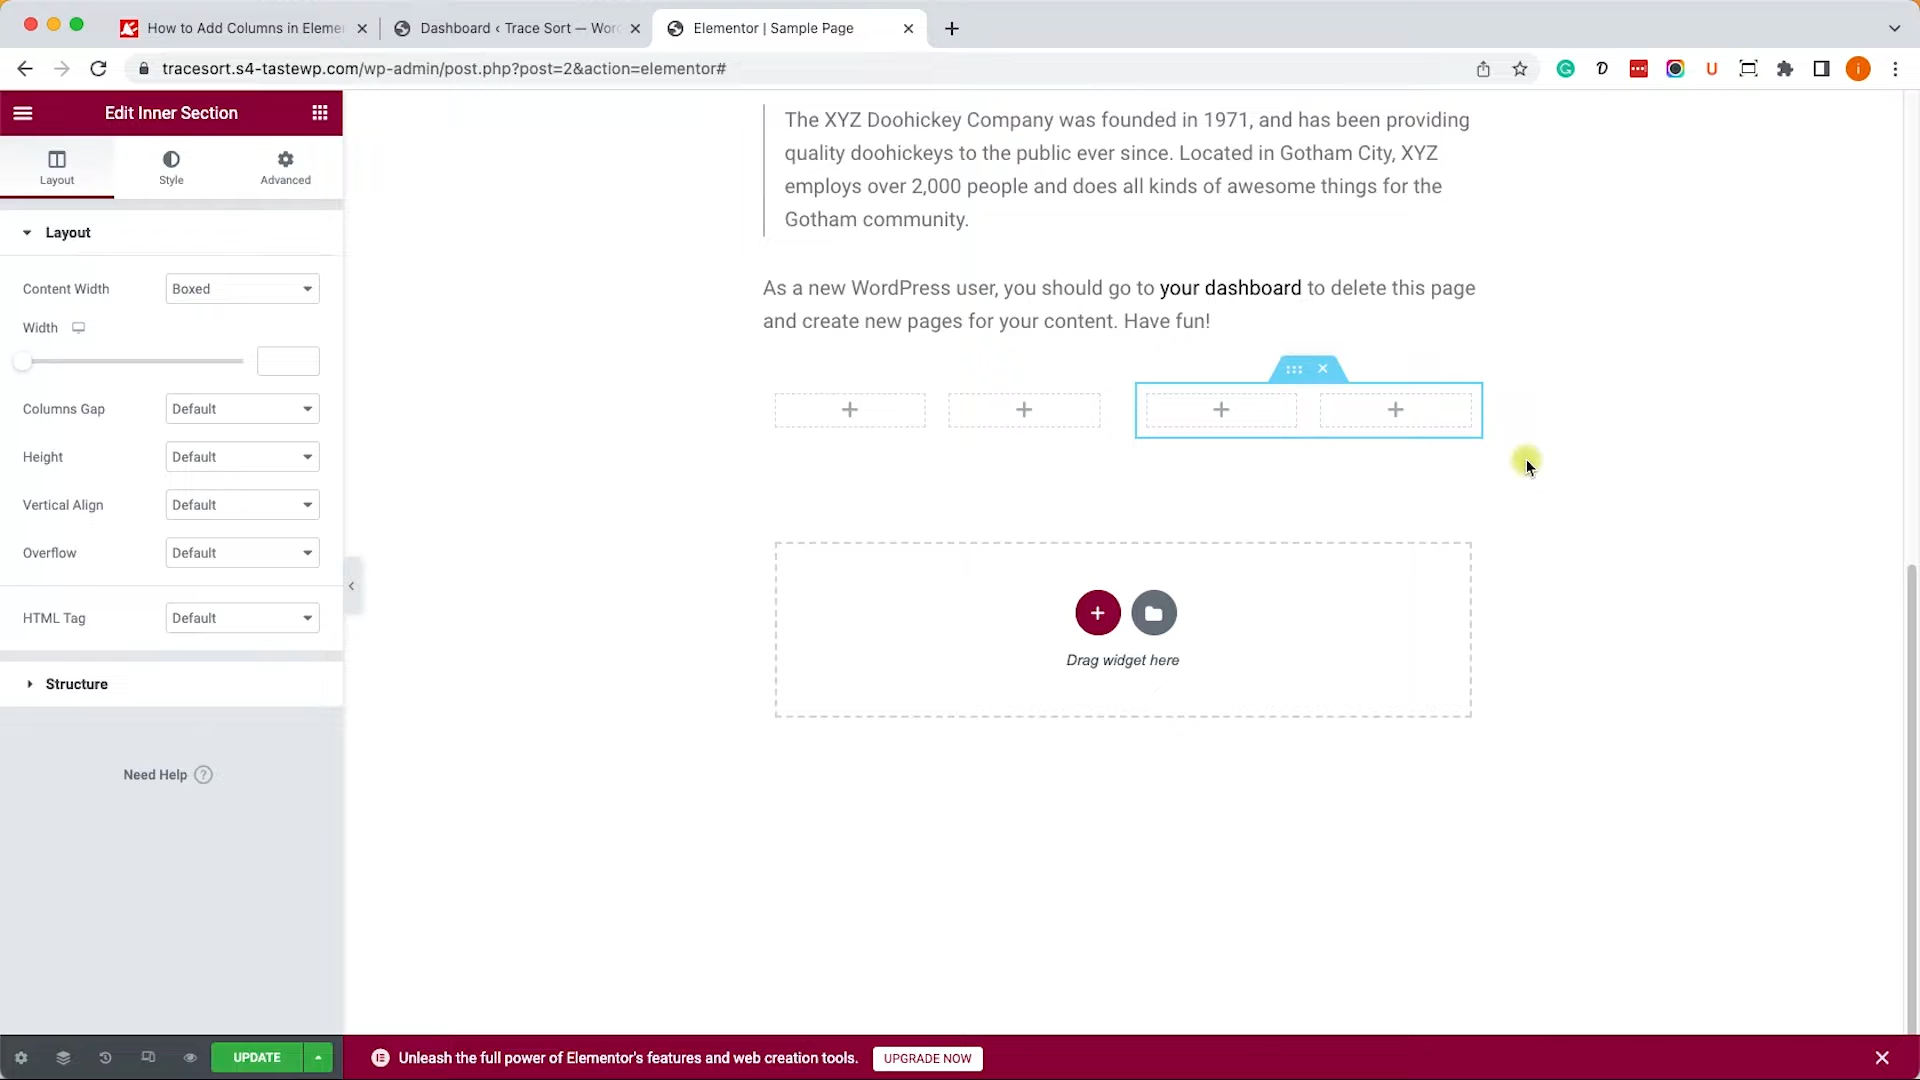 How to Add Columns in Eleme
Dashboard ‹ Trace Sort — Word
Elementor | Sample Page
tracesort.s4-tastewp.com/wp-admin/post.php?post=2&action=elementor#
Edit Inner Section
Layout
Style
Advanced
Layout
Content Width
Boxed
Width
Columns Gap
Default
Height
Default
Vertical Align
Default
Overflow
Default
HTML Tag
Default
Structure
Need Help ?
UPDATE
The XYZ Doohickey Company was founded in 1971, and has been providing
quality doohickeys to the public ever since. Located in Gotham City, XYZ
employs over 2,000 people and does all kinds of awesome things for the
Gotham community.
As a new WordPress user, you should go to your dashboard to delete this page
and create new pages for your content. Have fun!
Drag widget here
Unleash the full power of Elementor's features and web creation tools.
UPGRADE NOW